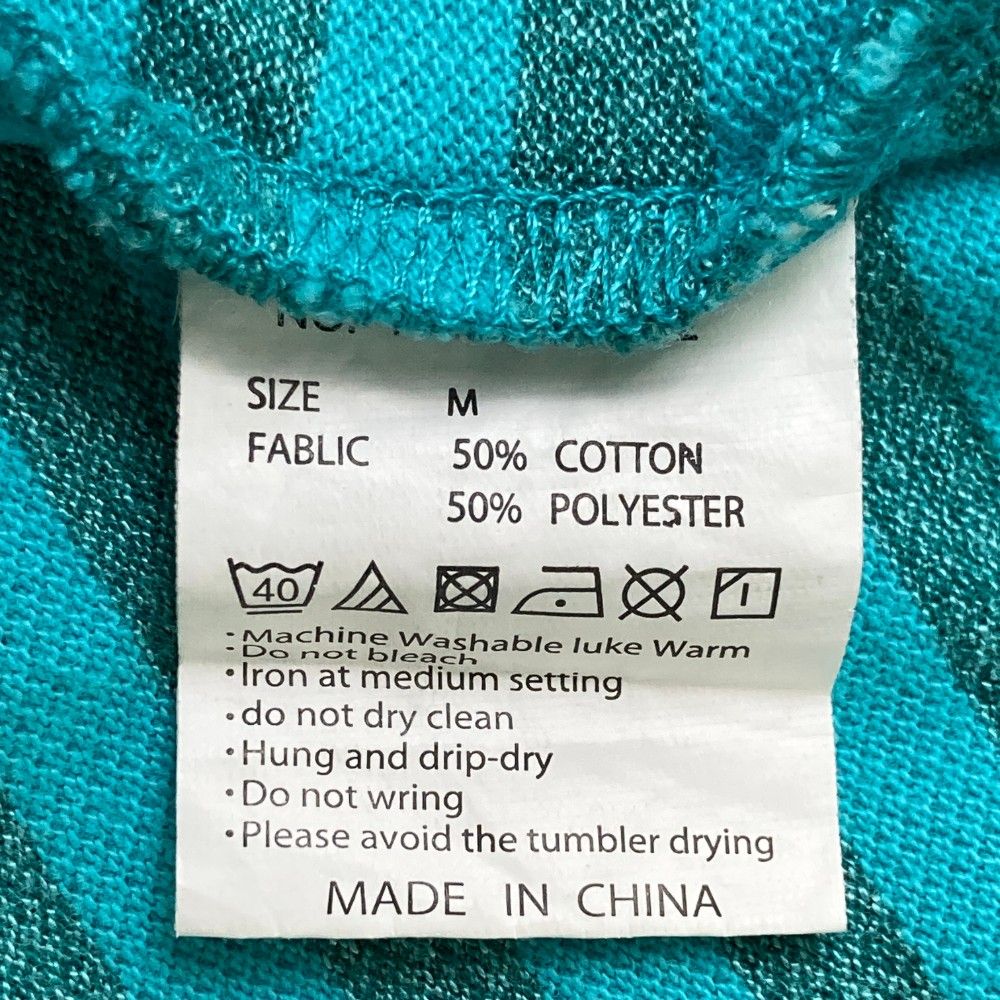 SIZE M
FABLIC 50% COTTON
50% POLYESTER
40
• Machine Washable luke Warm
• Do not bleach
• Iron at medium setting
• do not dry clean
• Hung and drip-dry
• Do not wring
• Please avoid the tumbler drying
MADE IN CHINA